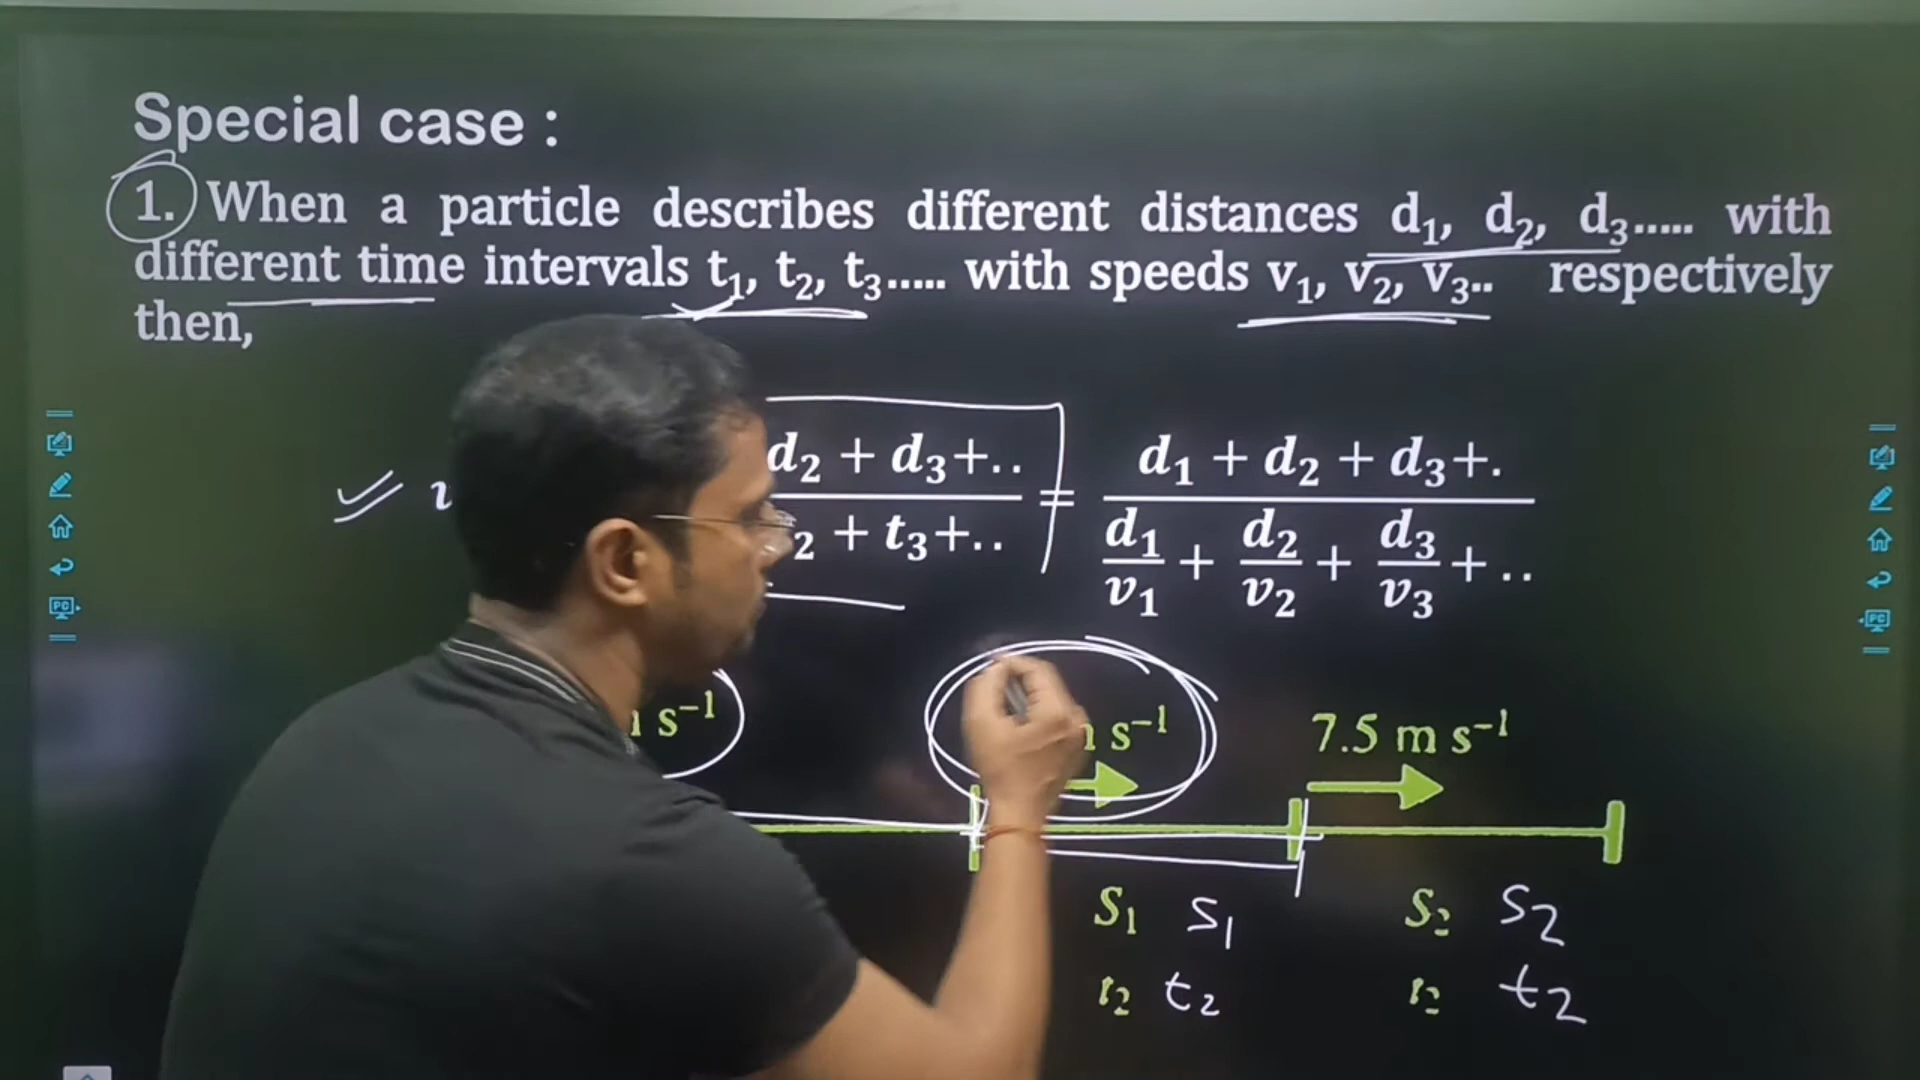 Special case :
1. When a particle describes different distances d₁, d₂, d₃..... with
different time intervals t₁, t₂, t₃..... with speeds v₁, v₂, v₃.. respectively
then,
d₂ + d₃+.. = d₁ + d₂ + d₃+.
₂ + t₃+.. d₁/v₁ + d₂/v₂ + d₃/v₃ + ..
s⁻¹ s⁻¹ 7.5 m s⁻¹
S₁ S₁ S₂ S₂
t₂ t₂ t₂ t₂
PC PC